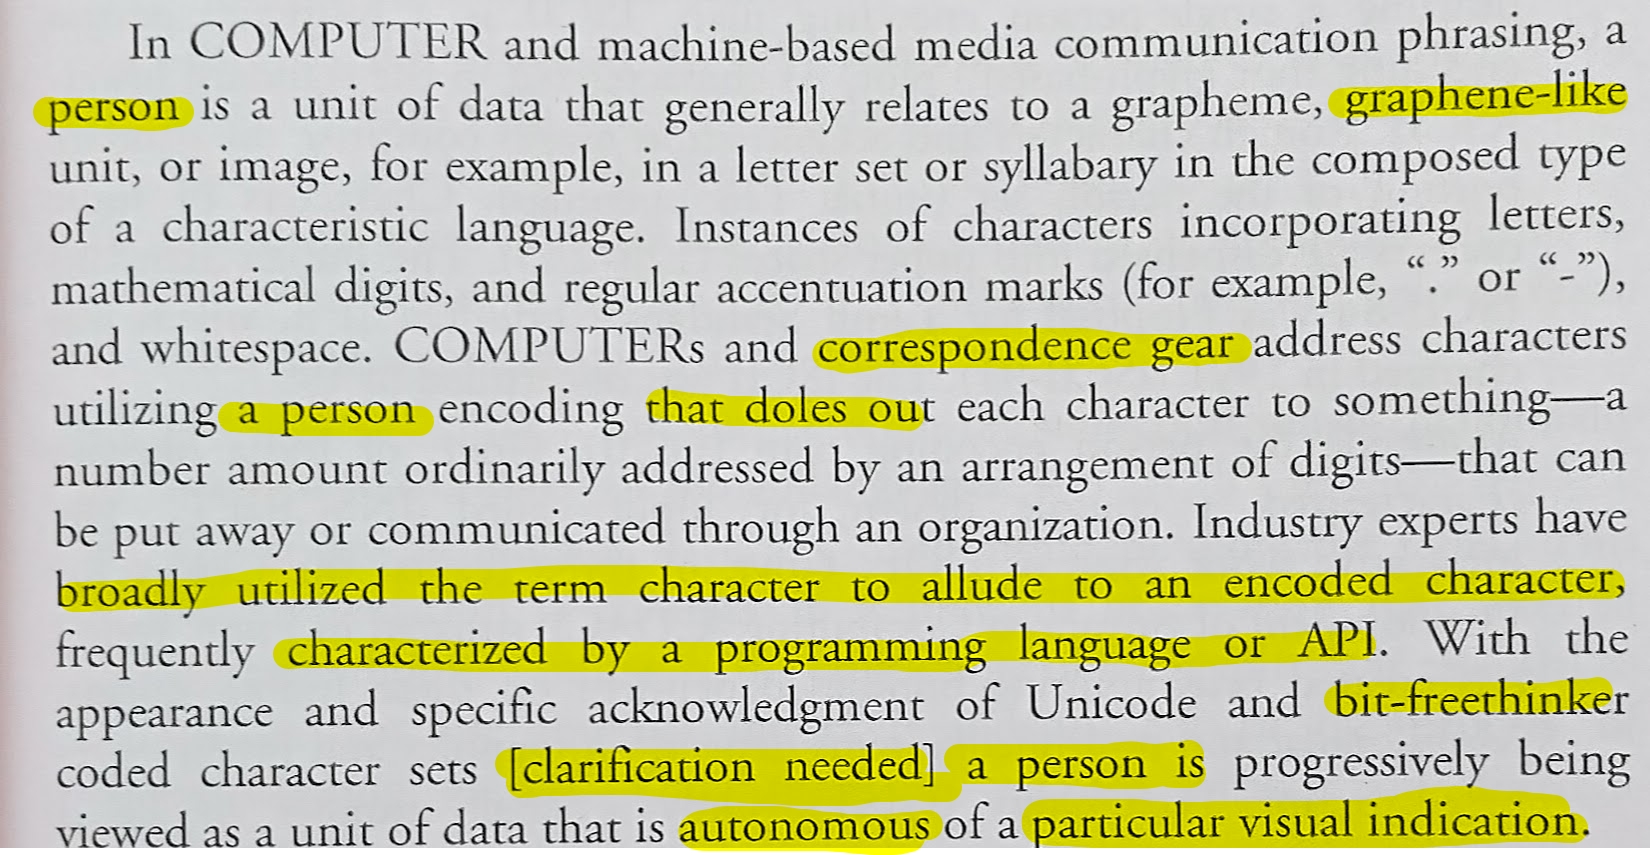 In COMPUTER and machine-based media communication phrasing, a
person is a unit of data that generally relates to a grapheme, graphene-like
unit, or image, for example, in a letter set or syllabary in the composed type
of a characteristic language. Instances of characters incorporating letters,
mathematical digits, and regular accentuation marks (for example, “.” or “-”),
and whitespace. COMPUTERs and correspondence gear address characters
utilizing a person encoding that doles out each character to something—a
number amount ordinarily addressed by an arrangement of digits—that can
be put away or communicated through an organization. Industry experts have
broadly utilized the term character to allude to an encoded character,
frequently characterized by a programming language or API. With the
appearance and specific acknowledgment of Unicode and bit-freethinker
coded character sets [clarification needed] a person is progressively being
viewed as a unit of data that is autonomous of a particular visual indication.